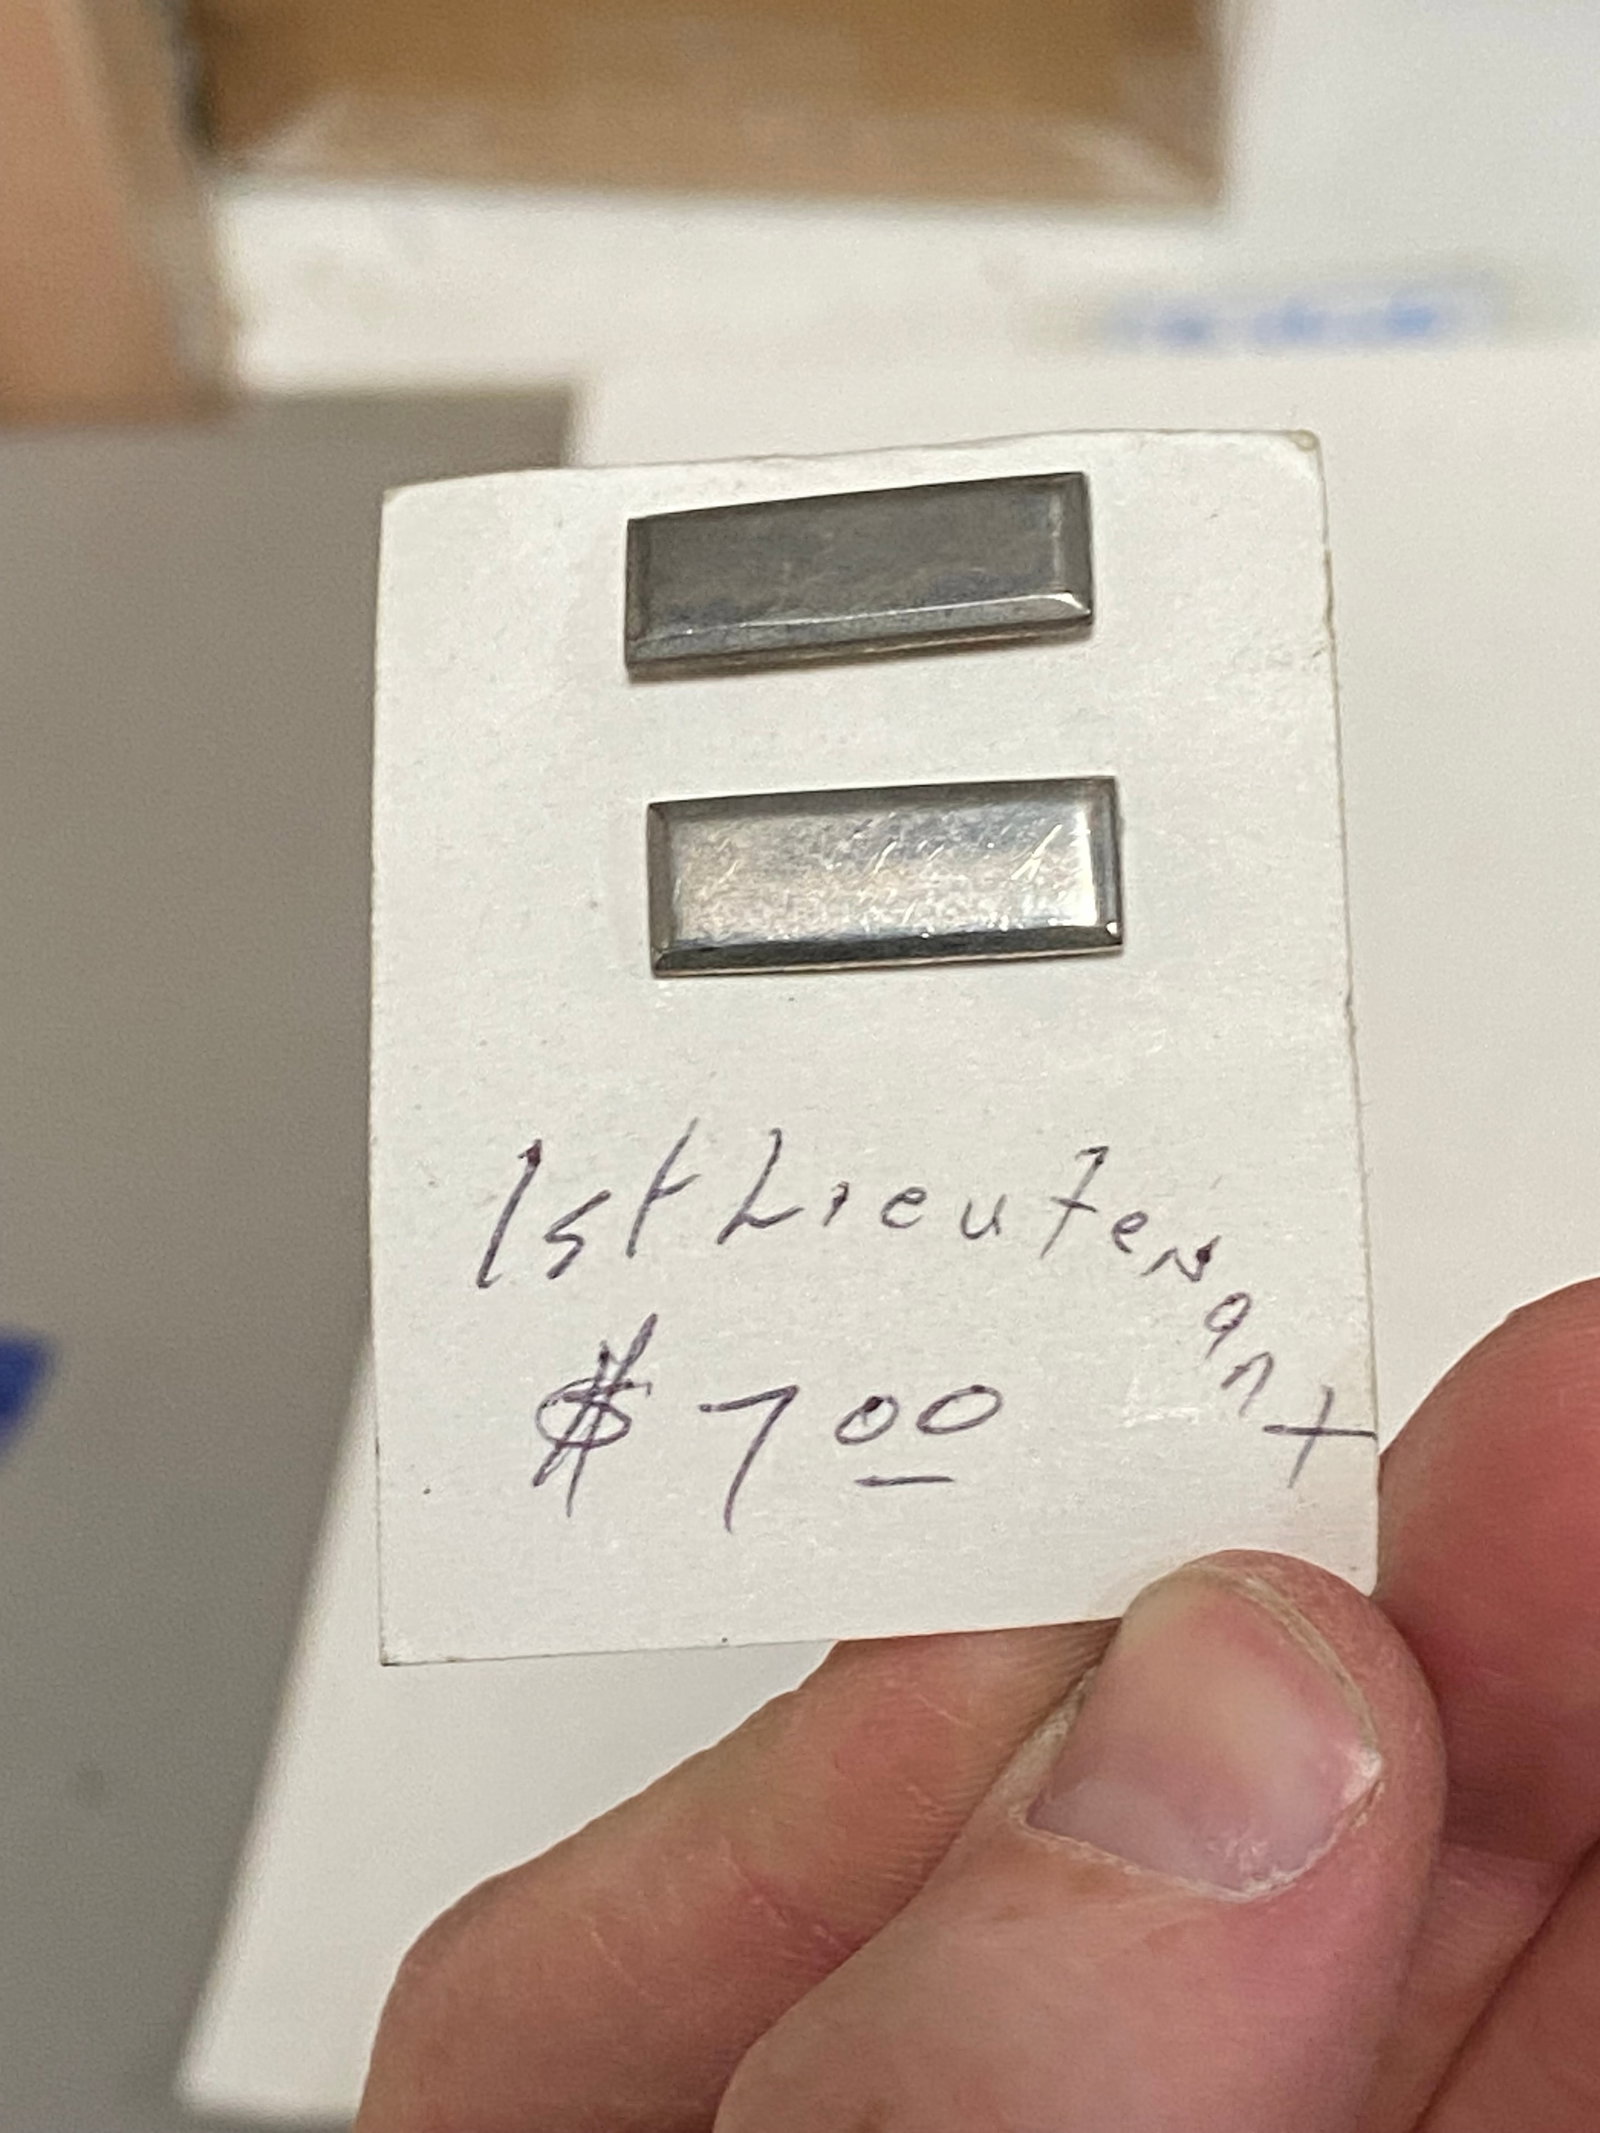 1st Lieutenant
$ 7 00